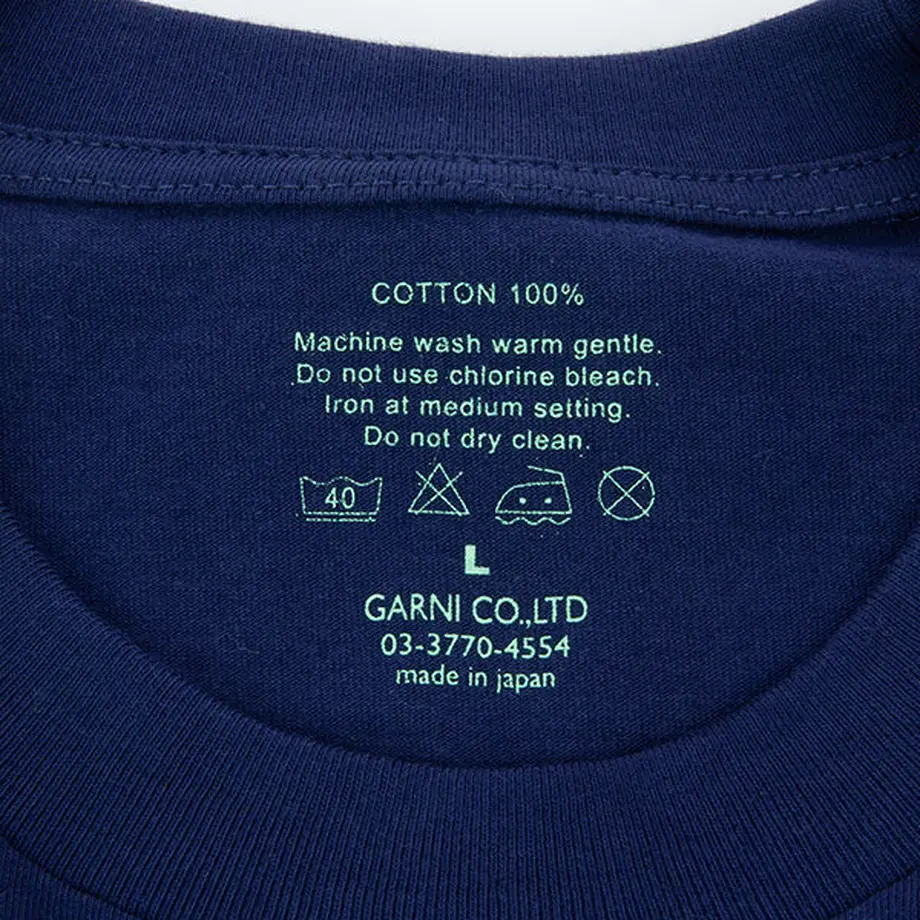 COTTON 100%
Machine wash warm gentle.
Do not use chlorine bleach.
Iron at medium setting.
Do not dry clean.
40
L
GARNI CO.,LTD
03-3770-4554
made in japan